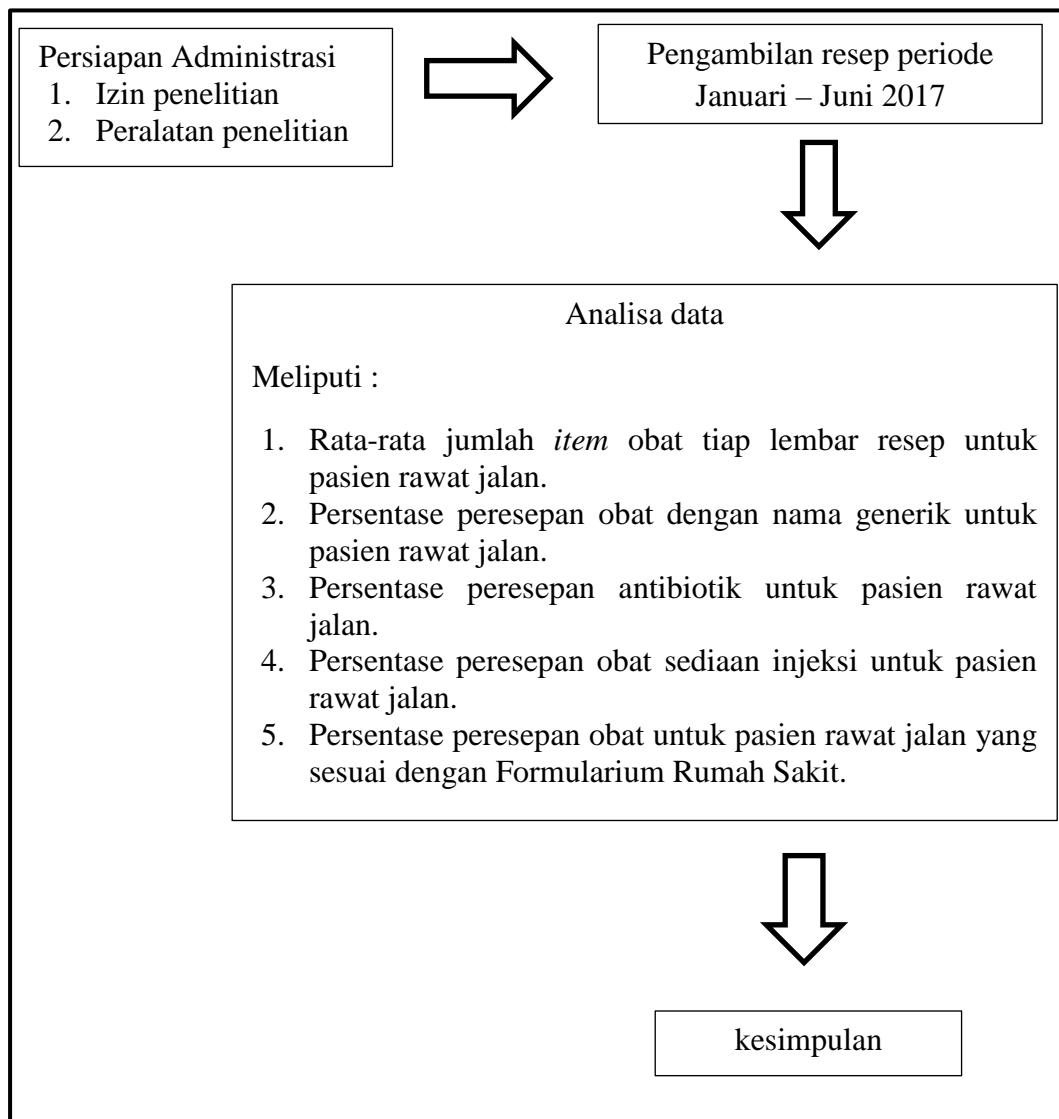 Persiapan Administrasi
1. Izin penelitian
2. Peralatan penelitian
Pengambilan resep periode
Januari – Juni 2017
Analisa data
Meliputi :
1. Rata-rata jumlah item obat tiap lembar resep untuk
pasien rawat jalan.
2. Persentase peresepan obat dengan nama generik untuk
pasien rawat jalan.
3. Persentase peresepan antibiotik untuk pasien rawat
jalan.
4. Persentase peresepan obat sediaan injeksi untuk pasien
rawat jalan.
5. Persentase peresepan obat untuk pasien rawat jalan yang
sesuai dengan Formularium Rumah Sakit.
kesimpulan